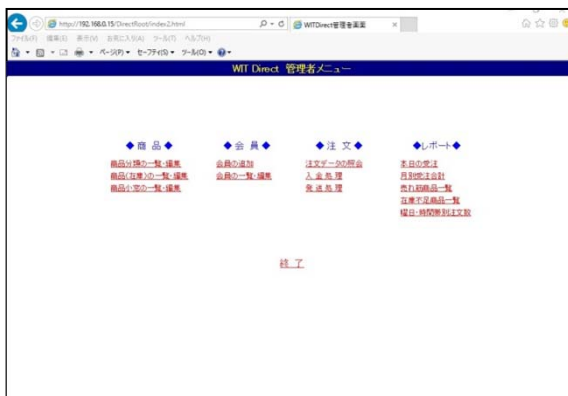 http://192.168.0.15/DirectRoot/index2.html
WITDirect管理者画面
ファイル(F) 編集(E) 表示(V) お気に入り(A) ツール(T) ヘルプ(H)
ページ(P) セーフティ(S) ツール(O)
WIT Direct 管理者メニュー
◆商 品◆ ◆会 員◆ ◆注 文◆ ◆レポート◆
商品分類の一覧・編集 会員の追加 注文データの照会 本日の受注
商品(在庫)の一覧・編集 会員の一覧・編集 入 金 処 理 月別受注合計
商品小窓の一覧・編集 発 送 処 理 売れ筋商品一覧
在庫不足商品一覧
曜日・時間帯別注文数
終 了